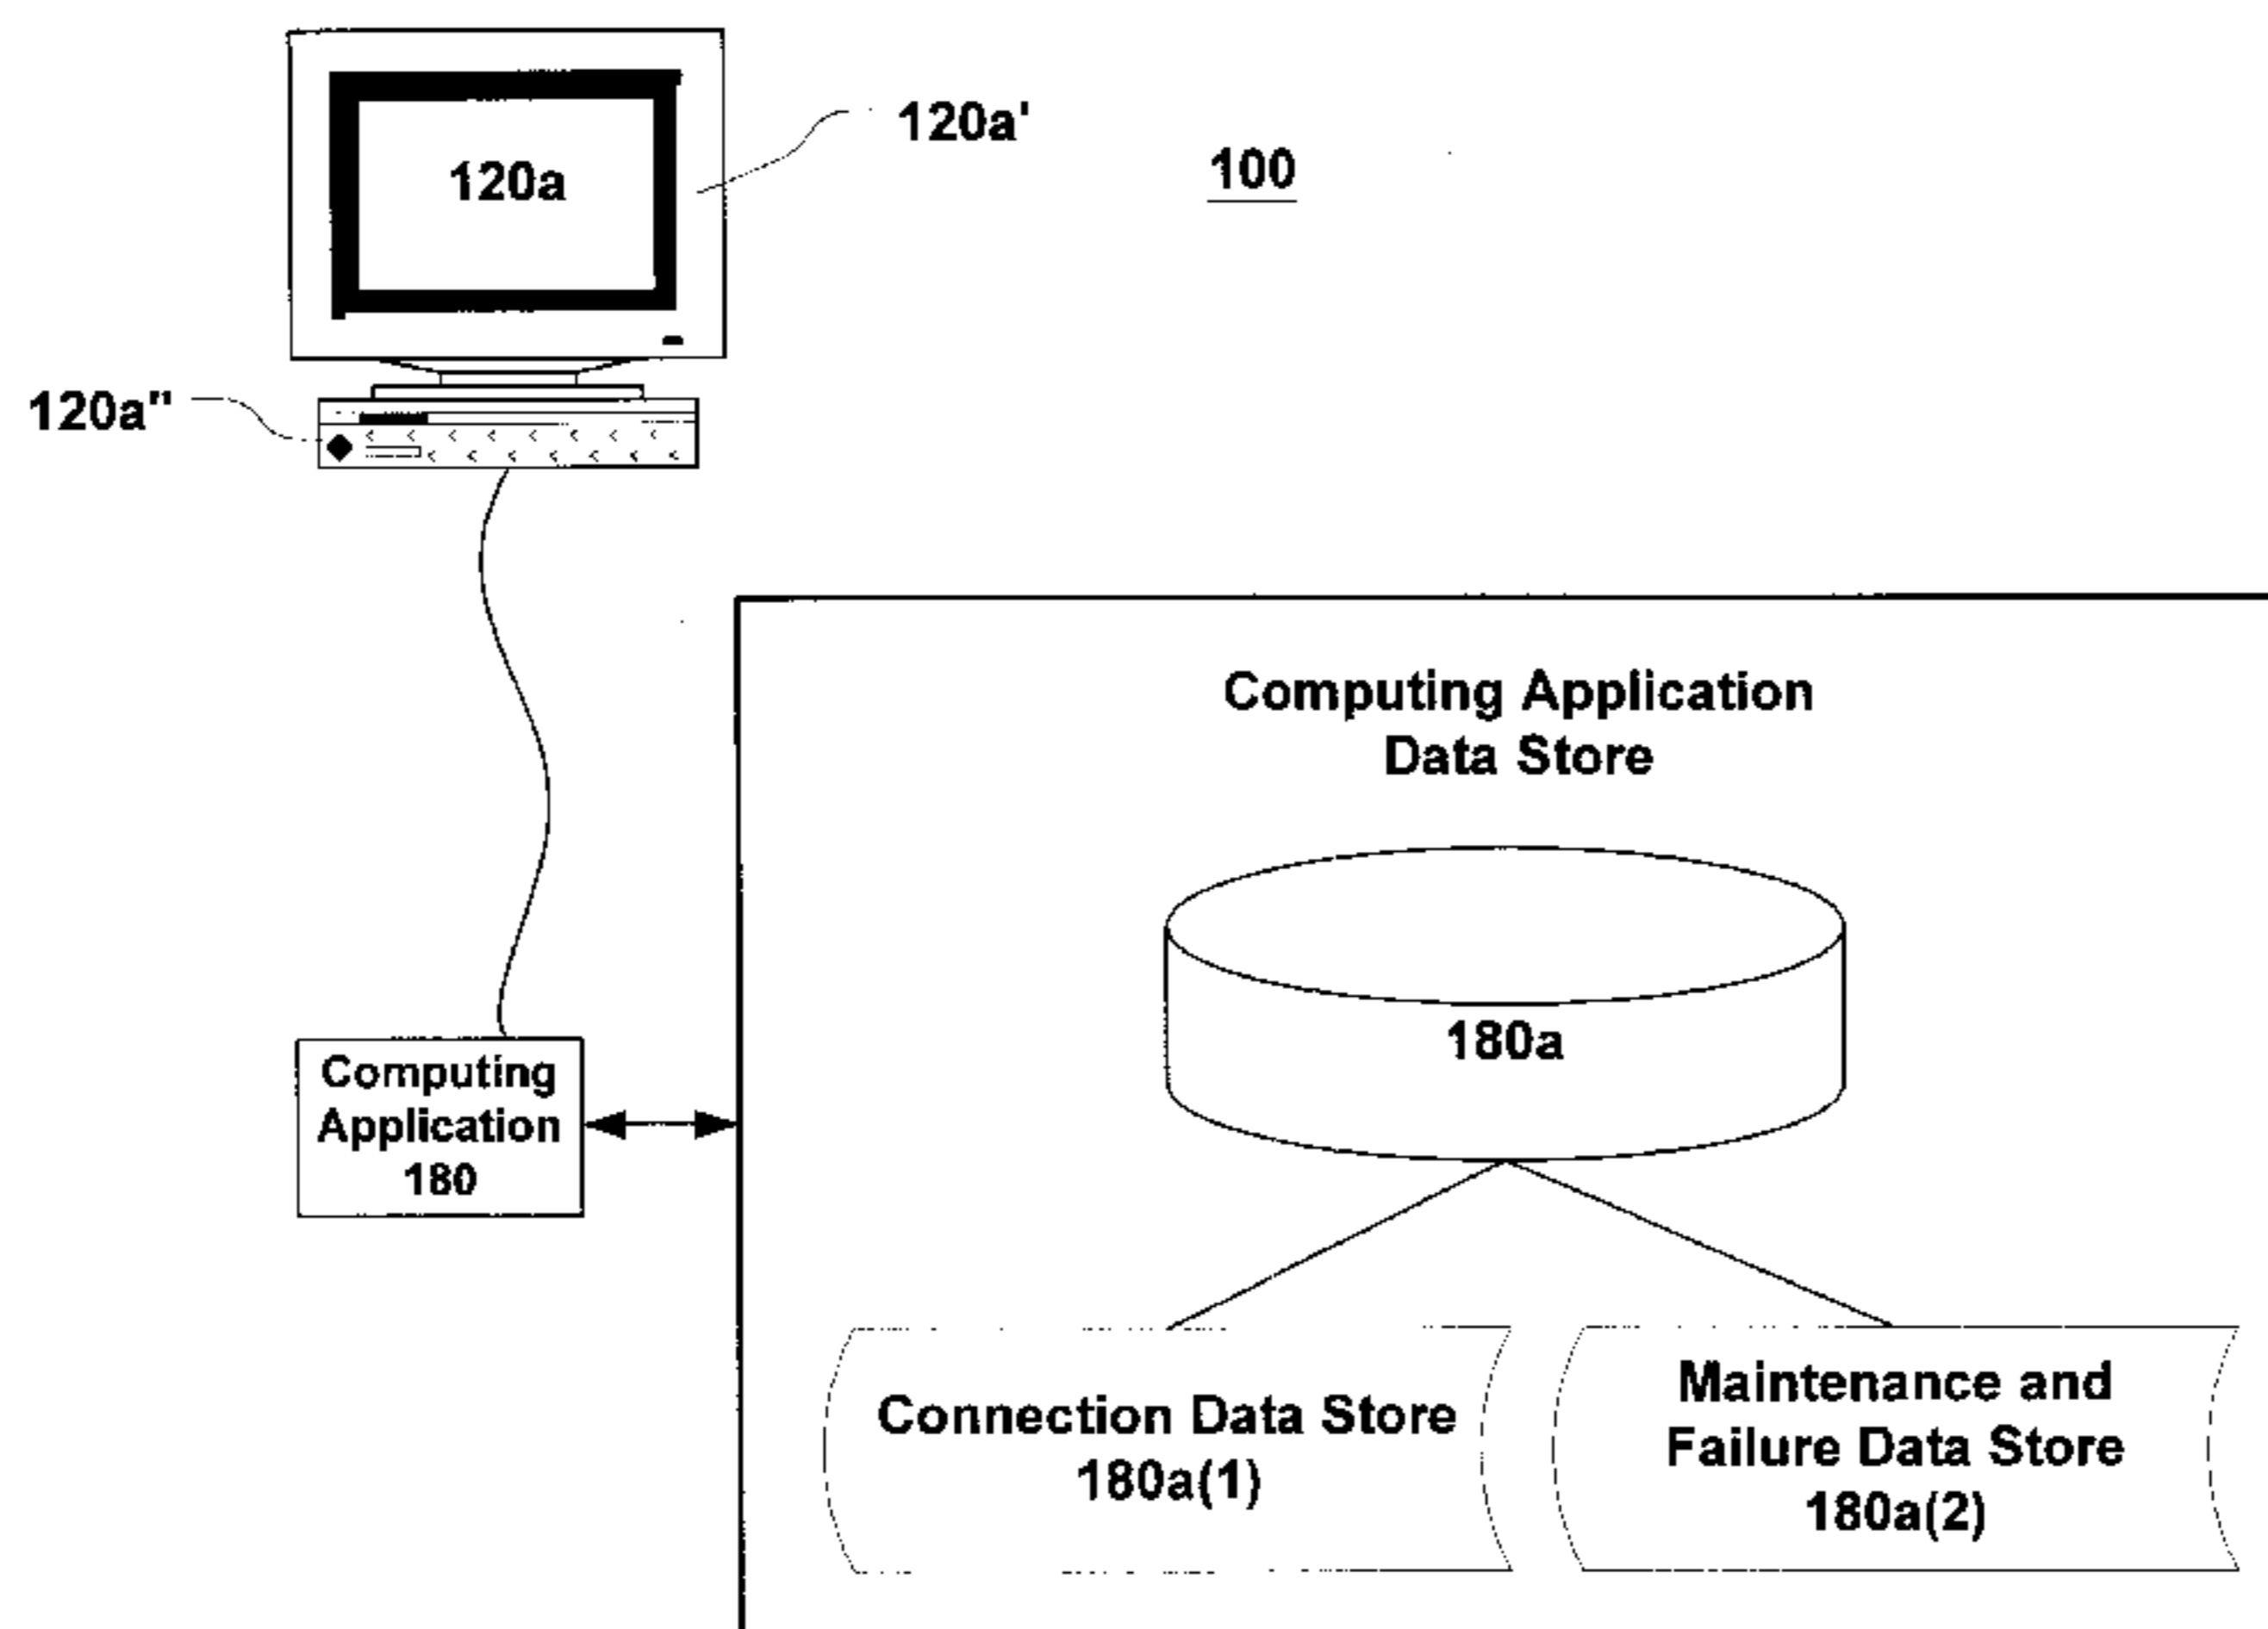 120a'
100
120a
120a"
Computing Application
Data Store
180a
Computing
Application
180
Connection Data Store
180a(1)
Maintenance and
Failure Data Store
180a(2)